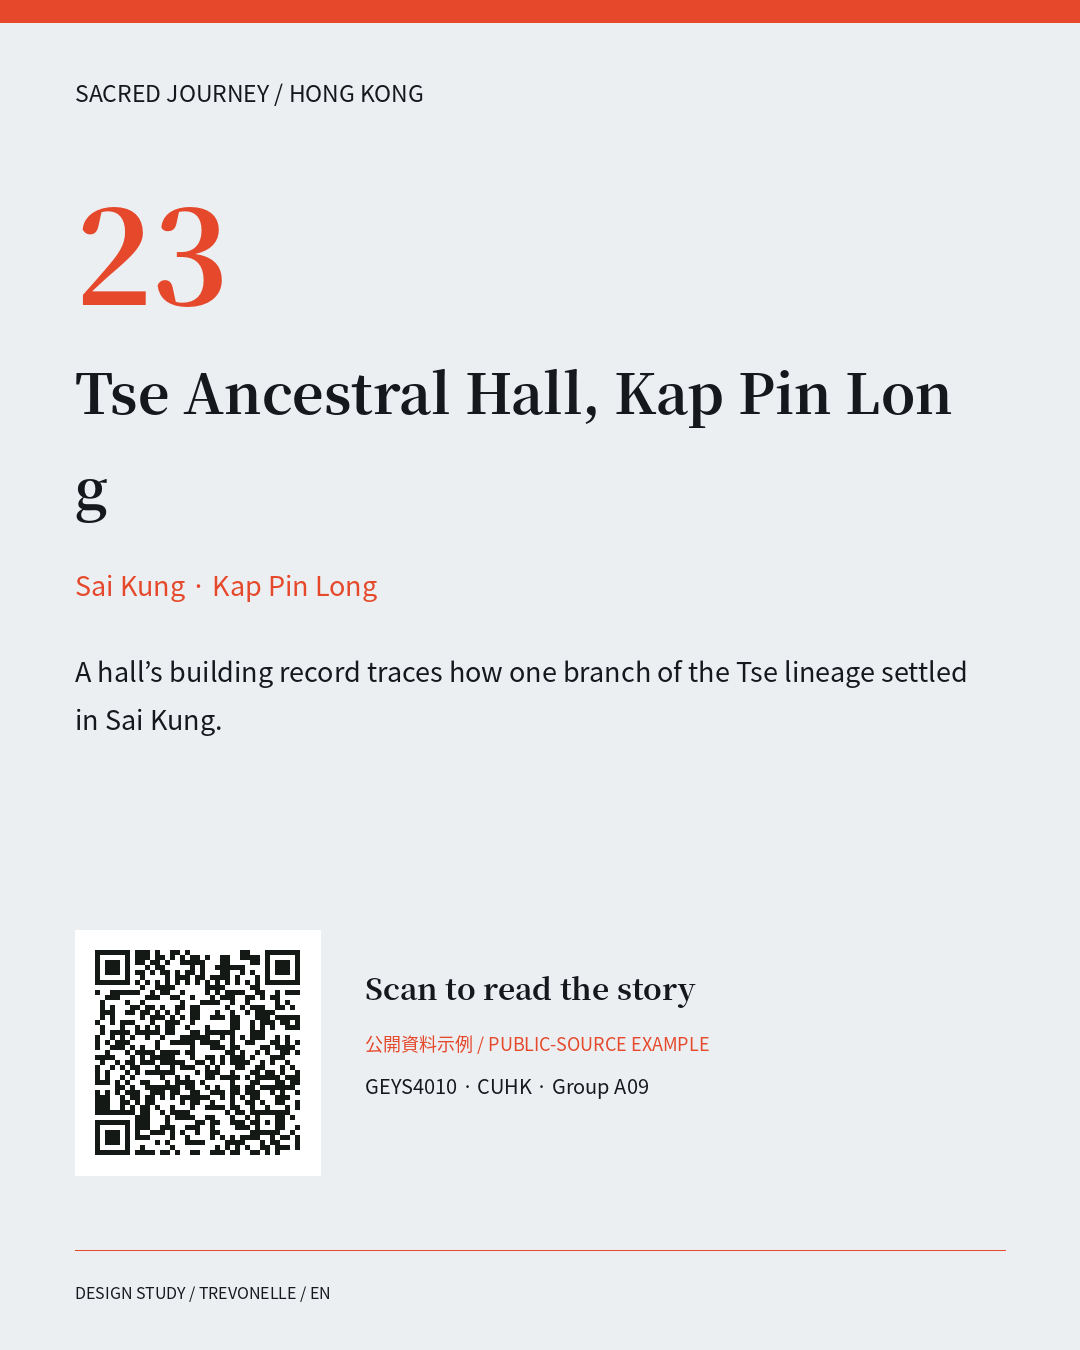 SACRED JOURNEY / HONG KONG
23
Tse Ancestral Hall, Kap Pin Lon
g
Sai Kung · Kap Pin Long
A hall’s building record traces how one branch of the Tse lineage settled
in Sai Kung.
Scan to read the story
公開資料示例 / PUBLIC-SOURCE EXAMPLE
GEYS4010 · CUHK · Group A09
DESIGN STUDY / TREVONELLE / EN